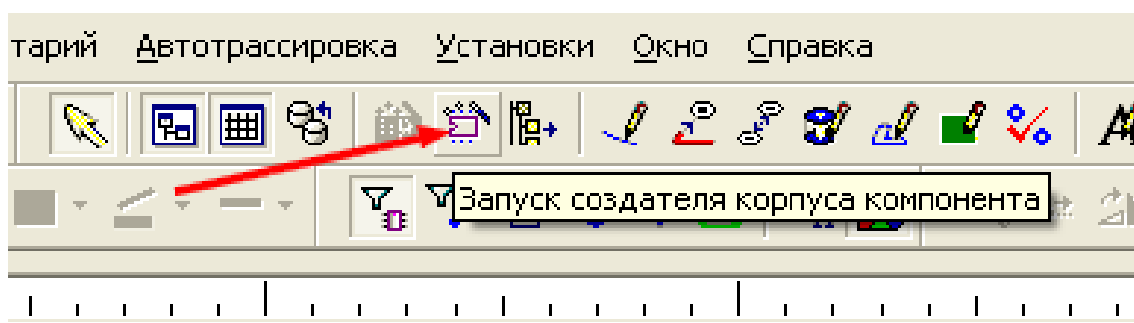 тарий Автотрассировка Установки Окно Справка
Запуск создателя корпуса компонента